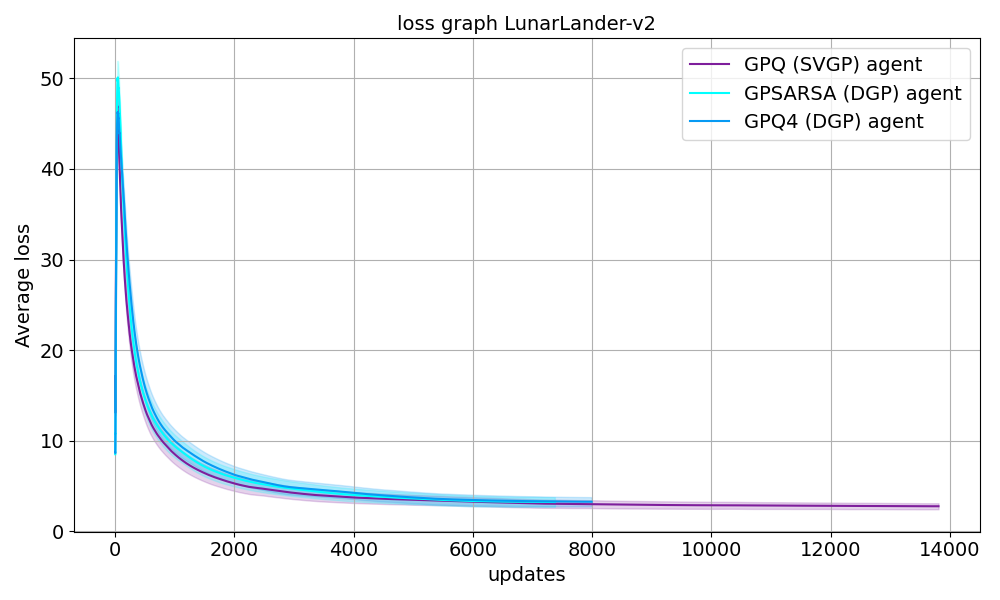 loss graph LunarLander-v2
GPQ (SVGP) agent
GPSARSA (DGP) agent
GPQ4 (DGP) agent
Average loss
50
40
30
20
10
0
0 2000 4000 6000 8000 10000 12000 14000
updates